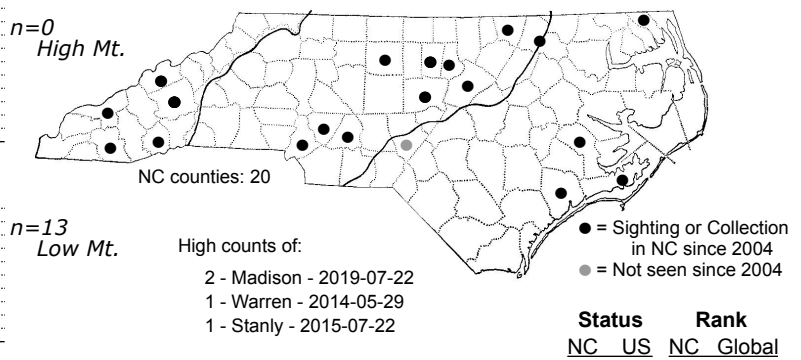 n=0
High Mt.
NC counties: 20
n=13
Low Mt.
High counts of:
2 - Madison - 2019-07-22
1 - Warren - 2014-05-29
1 - Stanly - 2015-07-22
● = Sighting or Collection
in NC since 2004
● = Not seen since 2004
Status Rank
NC US NC Global